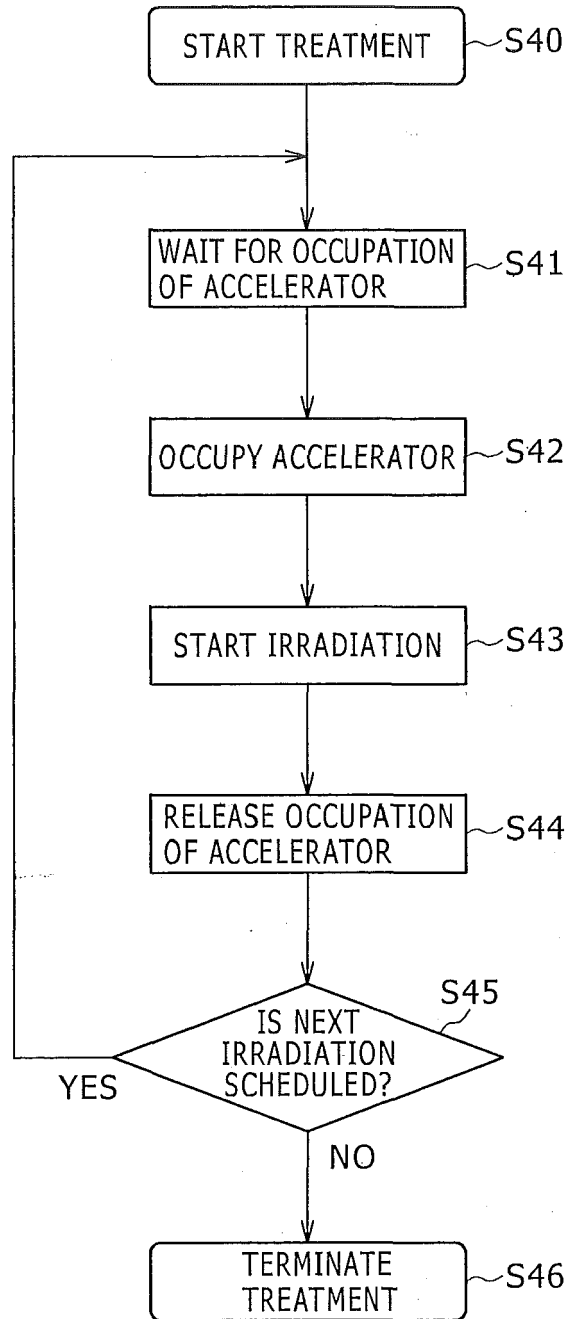 START TREATMENT
S40
WAIT FOR OCCUPATION
OF ACCELERATOR
S41
OCCUPY ACCELERATOR
S42
START IRRADIATION
S43
RELEASE OCCUPATION
OF ACCELERATOR
S44
S45
IS NEXT
IRRADIATION
SCHEDULED?
YES
NO
TERMINATE
TREATMENT
S46